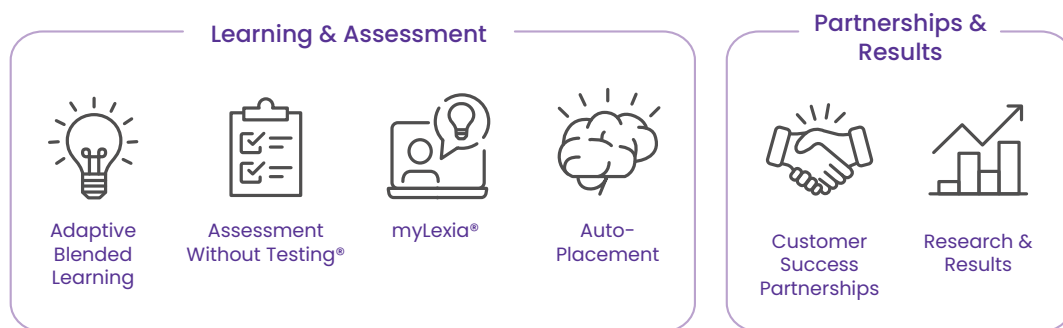 Learning & Assessment
Adaptive
Blended
Learning
Assessment
Without Testing®
myLexia®
Auto-
Placement
Partnerships &
Results
Customer
Success
Partnerships
Research &
Results